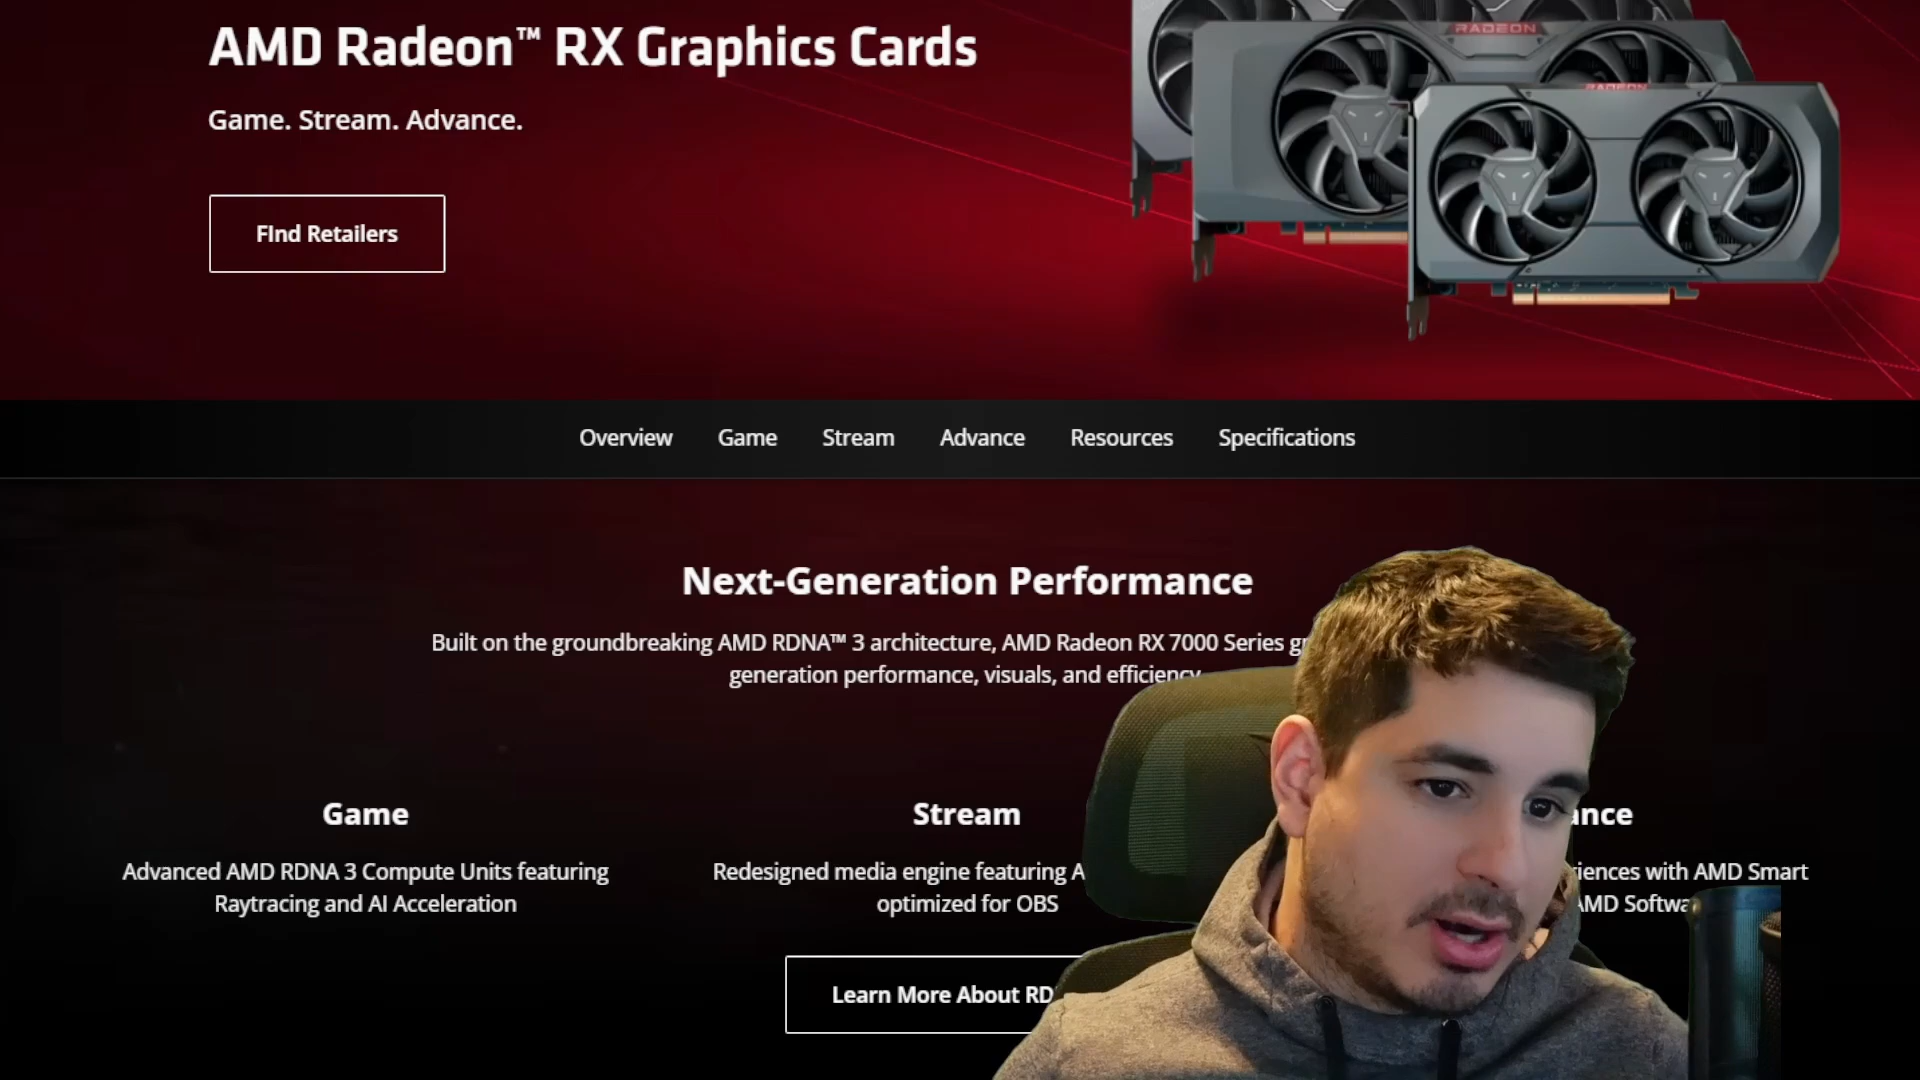 AMD Radeon™ RX Graphics Cards
RADEON
RADEON
Game. Stream. Advance.
FInd Retailers
Overview Game Stream Advance Resources Specifications
Next-Generation Performance
Built on the groundbreaking AMD RDNA™ 3 architecture, AMD Radeon RX 7000 Series
generation performance, visuals, and efficiency
Game Stream
Advanced AMD RDNA 3 Compute Units featuring
Raytracing and AI Acceleration
Redesigned media engine featuring
optimized for OBS
with AMD Smart
AMD
Learn More About